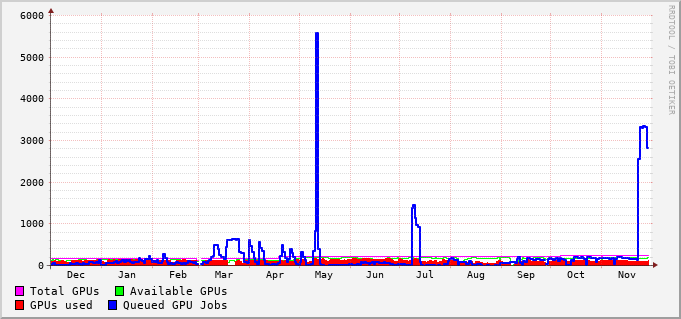 6000
5000
4000
3000
2000
1000
0
Dec Jan Feb Mar Apr May Jun Jul Aug Sep Oct Nov
RRDTOOL / TOBI OETIKER
Total GPUs Available GPUs
GPUs used Queued GPU Jobs